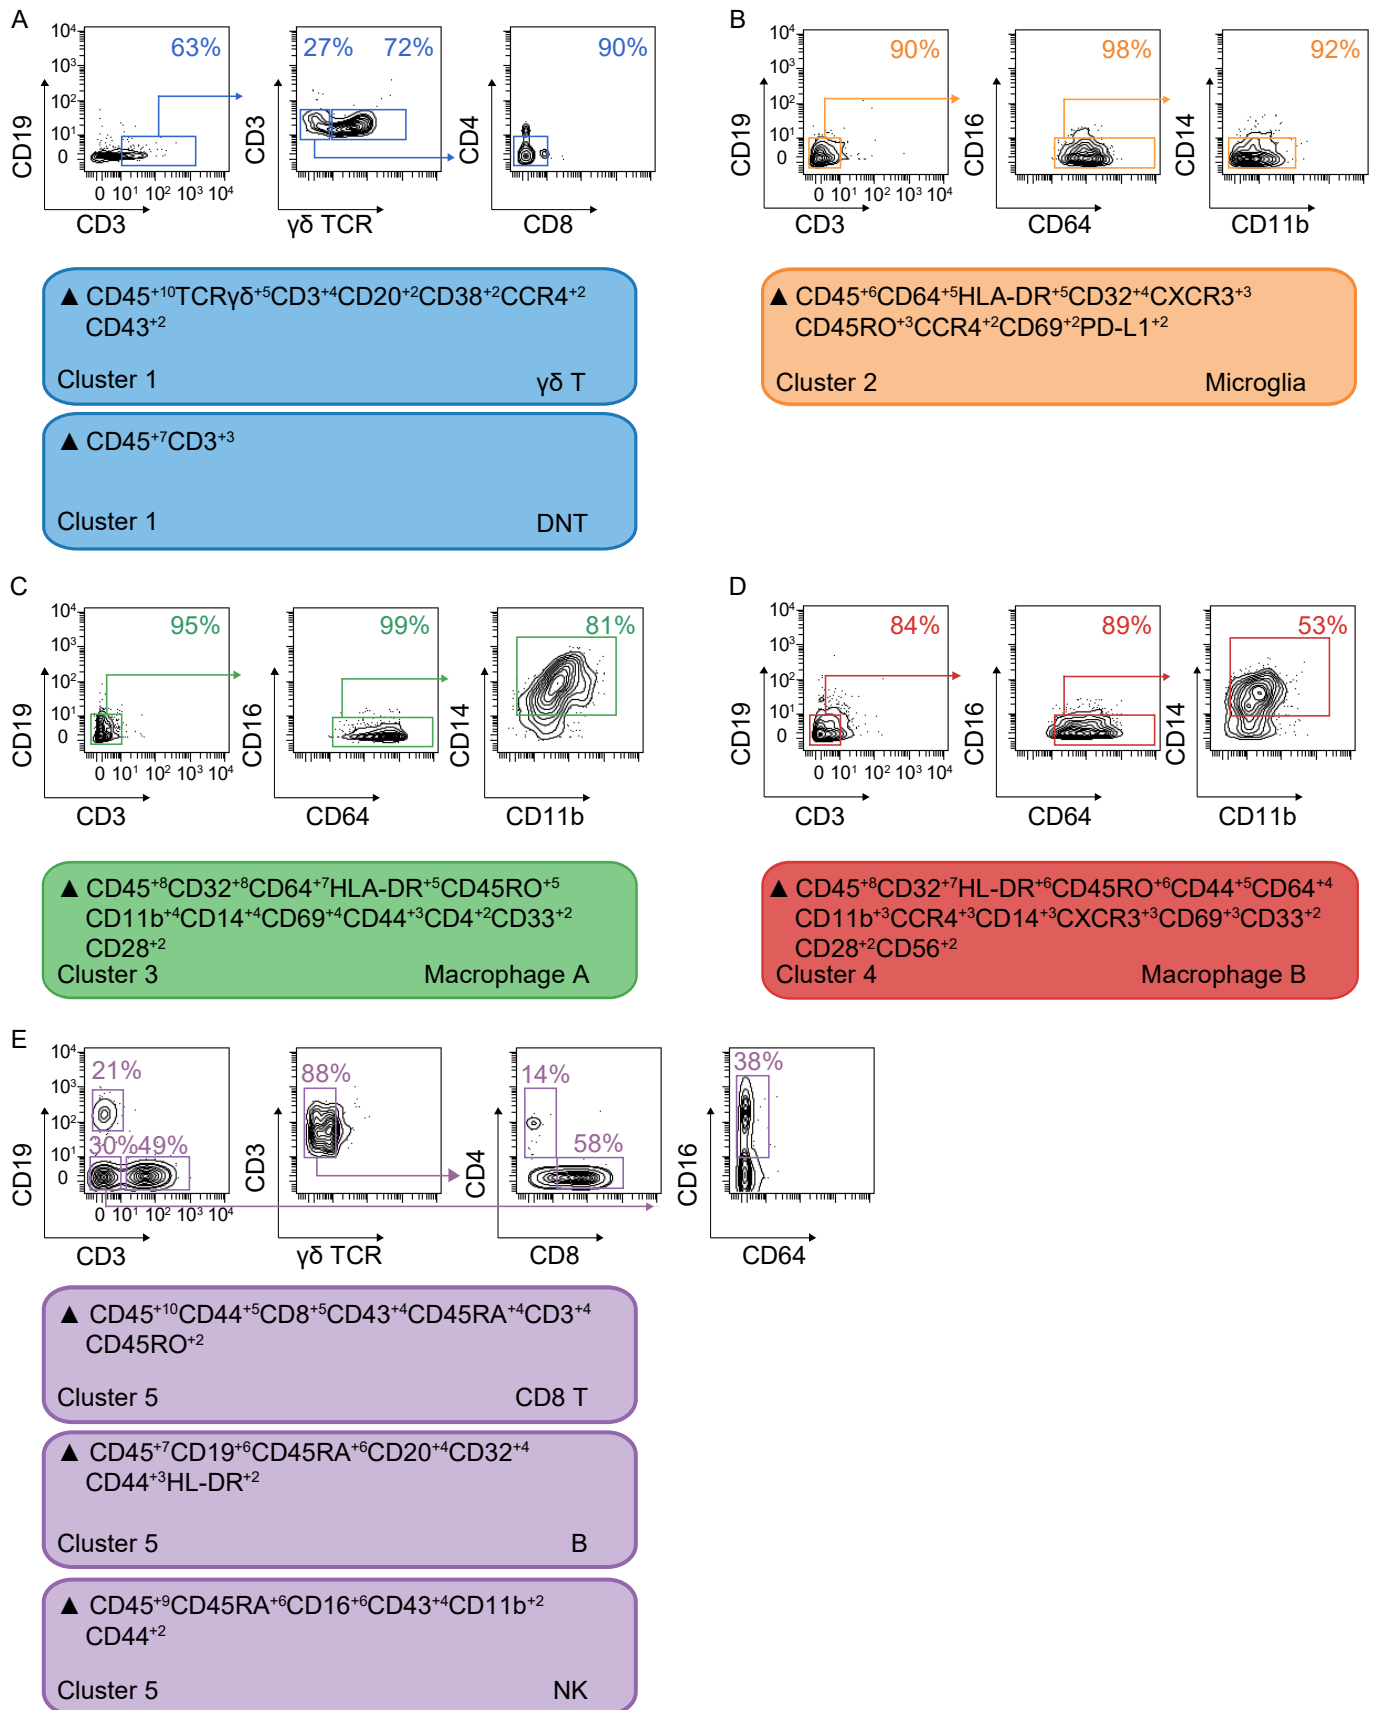 A
63%
27% 72%
90%
10⁴
10³
10²
10¹
0
CD19
CD3
CD4
0 10¹ 10² 10³ 10⁴
CD3
γδ TCR
CD8
▲ CD45⁺¹⁰TCRγδ⁺⁵CD3⁺⁴CD20⁺²CD38⁺²CCR4⁺²
CD43⁺²
Cluster 1 γδ T
▲ CD45⁺⁷CD3⁺³
Cluster 1 DNT
B
90%
98%
92%
10⁴
10³
10²
10¹
0
CD19
CD16
CD14
0 10¹ 10² 10³ 10⁴
CD3
CD64
CD11b
▲ CD45⁺⁶CD64⁺⁵HLA-DR⁺⁵CD32⁺⁴CXCR3⁺³
CD45RO⁺³CCR4⁺²CD69⁺²PD-L1⁺²
Cluster 2 Microglia
C
95%
99%
81%
10⁴
10³
10²
10¹
0
CD19
CD16
CD14
0 10¹ 10² 10³ 10⁴
CD3
CD64
CD11b
▲ CD45⁺⁸CD32⁺⁸CD64⁺⁷HLA-DR⁺⁵CD45RO⁺⁵
CD11b⁺⁴CD14⁺⁴CD69⁺⁴CD44⁺³CD4⁺²CD33⁺²
CD28⁺²
Cluster 3 Macrophage A
D
84%
89%
53%
10⁴
10³
10²
10¹
0
CD19
CD16
CD14
0 10¹ 10² 10³ 10⁴
CD3
CD64
CD11b
▲ CD45⁺⁸CD32⁺⁷HL-DR⁺⁶CD45RO⁺⁶CD44⁺⁵CD64⁺⁴
CD11b⁺³CCR4⁺³CD14⁺³CXCR3⁺³CD69⁺³CD33⁺²
CD28⁺²CD56⁺²
Cluster 4 Macrophage B
E
21%
30% 49%
88%
14%
58%
38%
10⁴
10³
10²
10¹
0
CD19
CD3
CD4
CD16
0 10¹ 10² 10³ 10⁴
CD3
γδ TCR
CD8
CD64
▲ CD45⁺¹⁰CD44⁺⁵CD8⁺⁵CD43⁺⁴CD45RA⁺⁴CD3⁺⁴
CD45RO⁺²
Cluster 5 CD8 T
▲ CD45⁺⁷CD19⁺⁶CD45RA⁺⁶CD20⁺⁴CD32⁺⁴
CD44⁺³HL-DR⁺²
Cluster 5 B
▲ CD45⁺⁹CD45RA⁺⁶CD16⁺⁶CD43⁺⁴CD11b⁺²
CD44⁺²
Cluster 5 NK